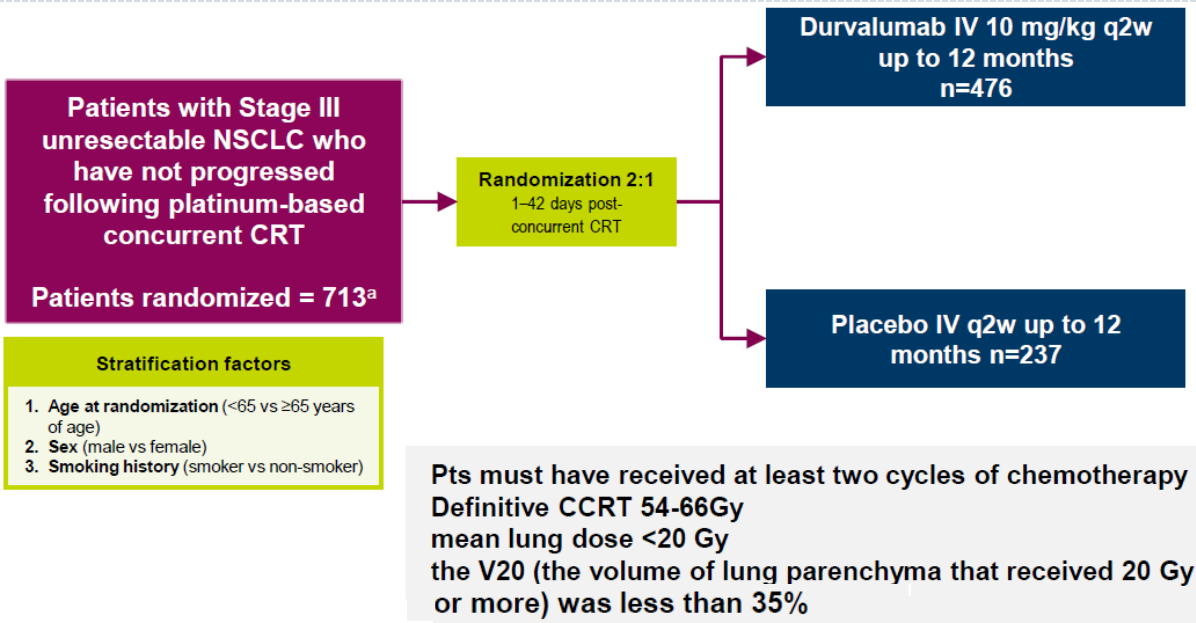 Patients with Stage III
unresectable NSCLC who
have not progressed
following platinum-based
concurrent CRT
Patients randomized = 713ᵃ
Stratification factors
1. Age at randomization (<65 vs ≥65 years
of age)
2. Sex (male vs female)
3. Smoking history (smoker vs non-smoker)
Randomization 2:1
1–42 days post-
concurrent CRT
Durvalumab IV 10 mg/kg q2w
up to 12 months
n=476
Placebo IV q2w up to 12
months n=237
Pts must have received at least two cycles of chemotherapy
Definitive CCRT 54-66Gy
mean lung dose <20 Gy
the V20 (the volume of lung parenchyma that received 20 Gy
or more) was less than 35%